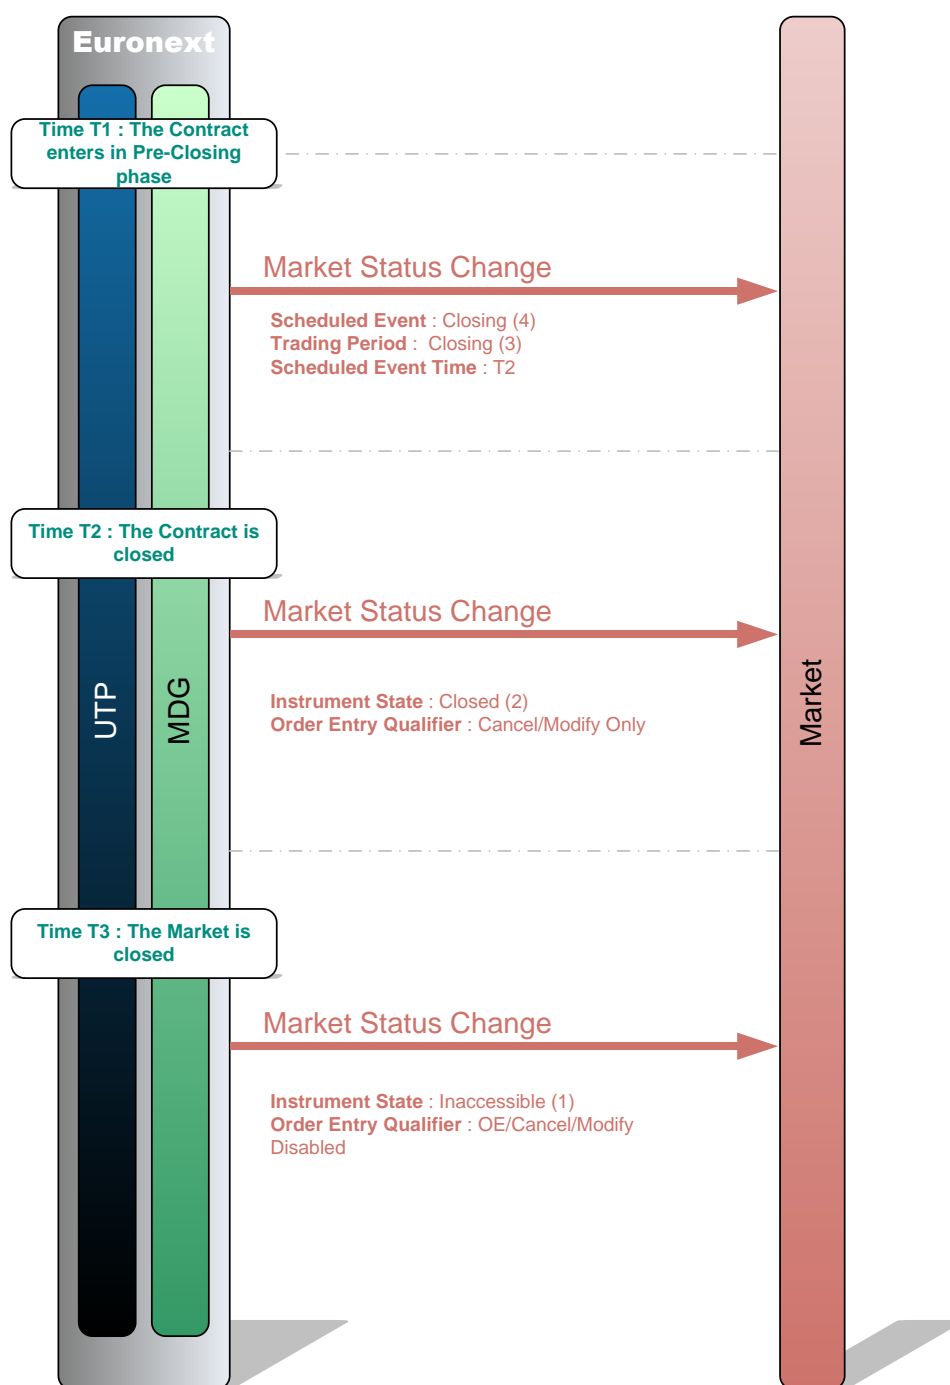 Euronext
Time T1 : The Contract
enters in Pre-Closing
phase
Market Status Change
Scheduled Event : Closing (4)
Trading Period :  Closing (3)
Scheduled Event Time : T2
Time T2 : The Contract is
closed
Market Status Change
Instrument State : Closed (2)
Order Entry Qualifier : Cancel/Modify Only
UTP
MDG
Market
Time T3 : The Market is
closed
Market Status Change
Instrument State : Inaccessible (1)
Order Entry Qualifier : OE/Cancel/Modify
Disabled